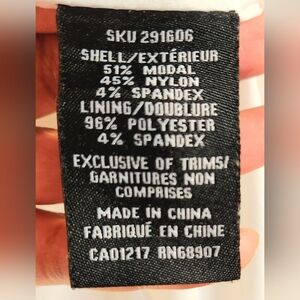 SKU 291606
SHELL/EXTÉRIEUR
51% MODAL
45% NYLON
4% SPANDEX
LINING/DOUBLURE
96% POLYESTER
4% SPANDEX
EXCLUSIVE OF TRIMS/
GARNITURES NON
COMPRISES
MADE IN CHINA
FABRIQUÉ EN CHINE
CA01217 RN68907